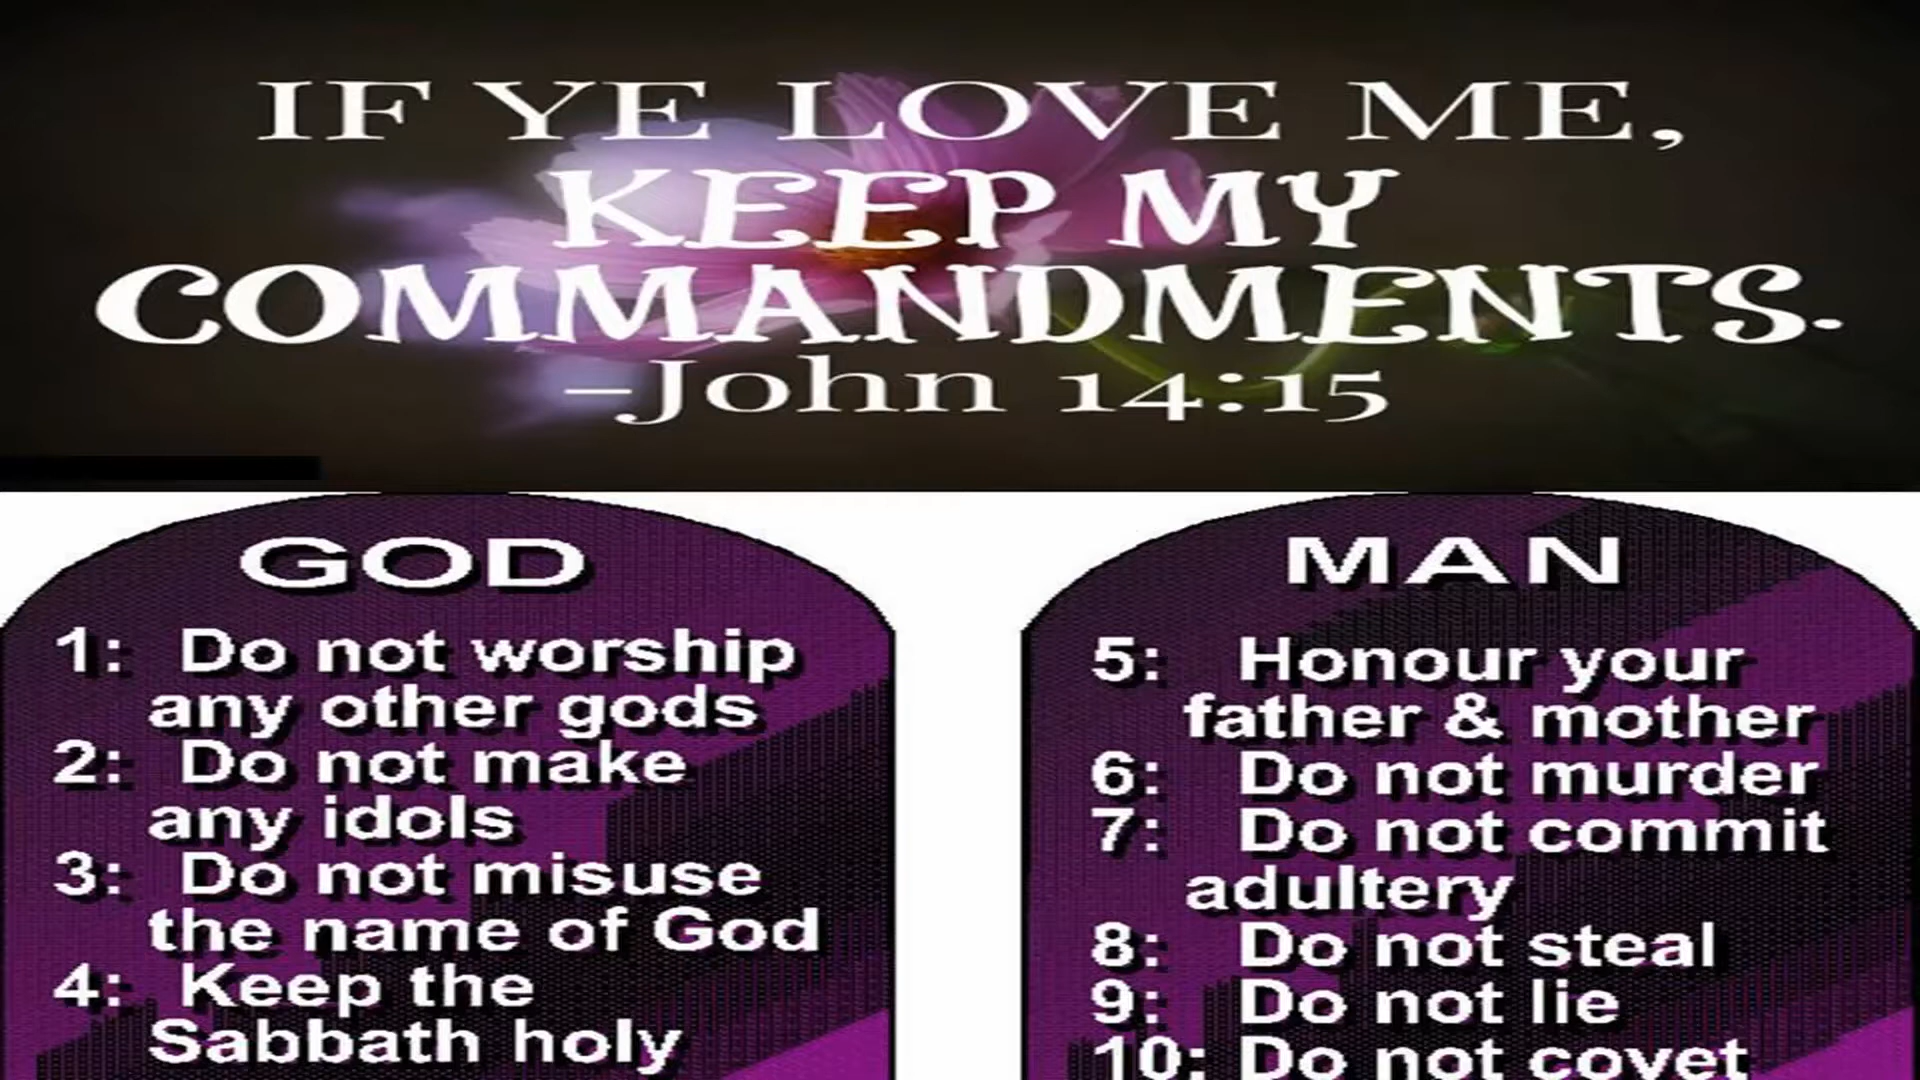 IF YE LOVE ME,
KEEP MY
COMMANDMENTS.
-John 14:15
GOD
1: Do not worship
any other gods
2: Do not make
any idols
3: Do not misuse
the name of God
4: Keep the
Sabbath holy
MAN
5: Honour your
father & mother
6: Do not murder
7: Do not commit
adultery
8: Do not steal
9: Do not lie
10: Do not covet